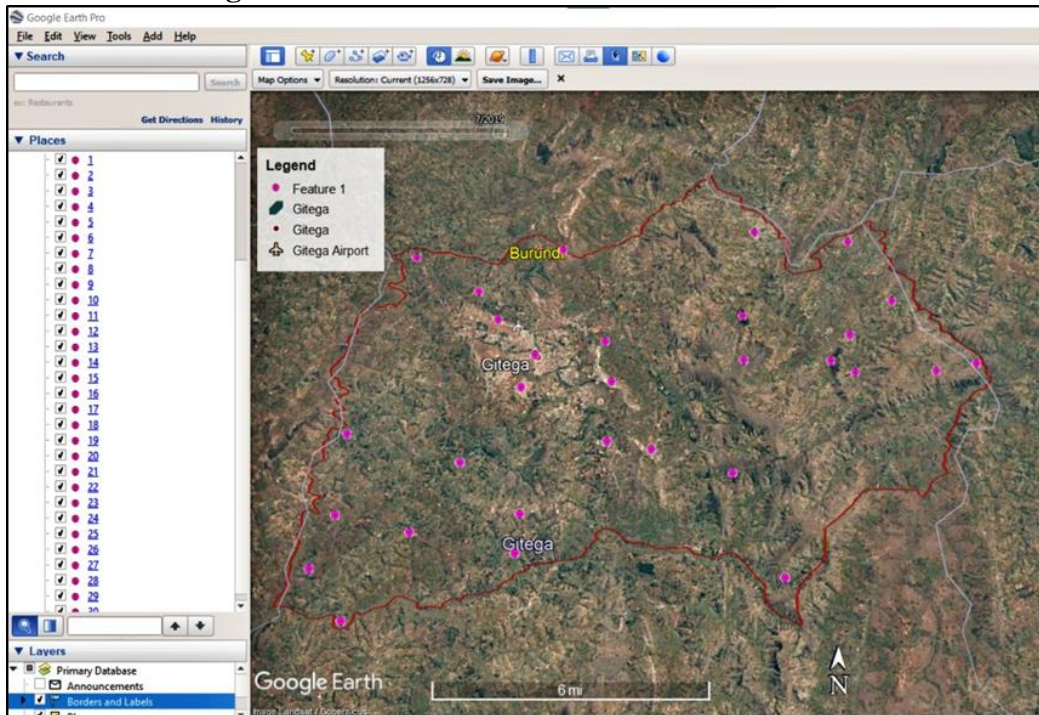 Google Earth Pro
File Edit View Tools Add Help
Search
Search
ex: Restaurants
Get Directions History
Places
1
2
3
4
5
6
7
8
9
10
11
12
13
14
15
16
17
18
19
20
21
22
23
24
25
26
27
28
29
30
Layers
Primary Database
Announcements
Borders and Labels
Map Options Resolution: Current (1256x728) Save Image...
7/2019
Legend
Feature 1
Gitega
Gitega
Gitega Airport
Burundi
Gitega
Gitega
N
Google Earth
6 mi
Image Landsat / Copernicus